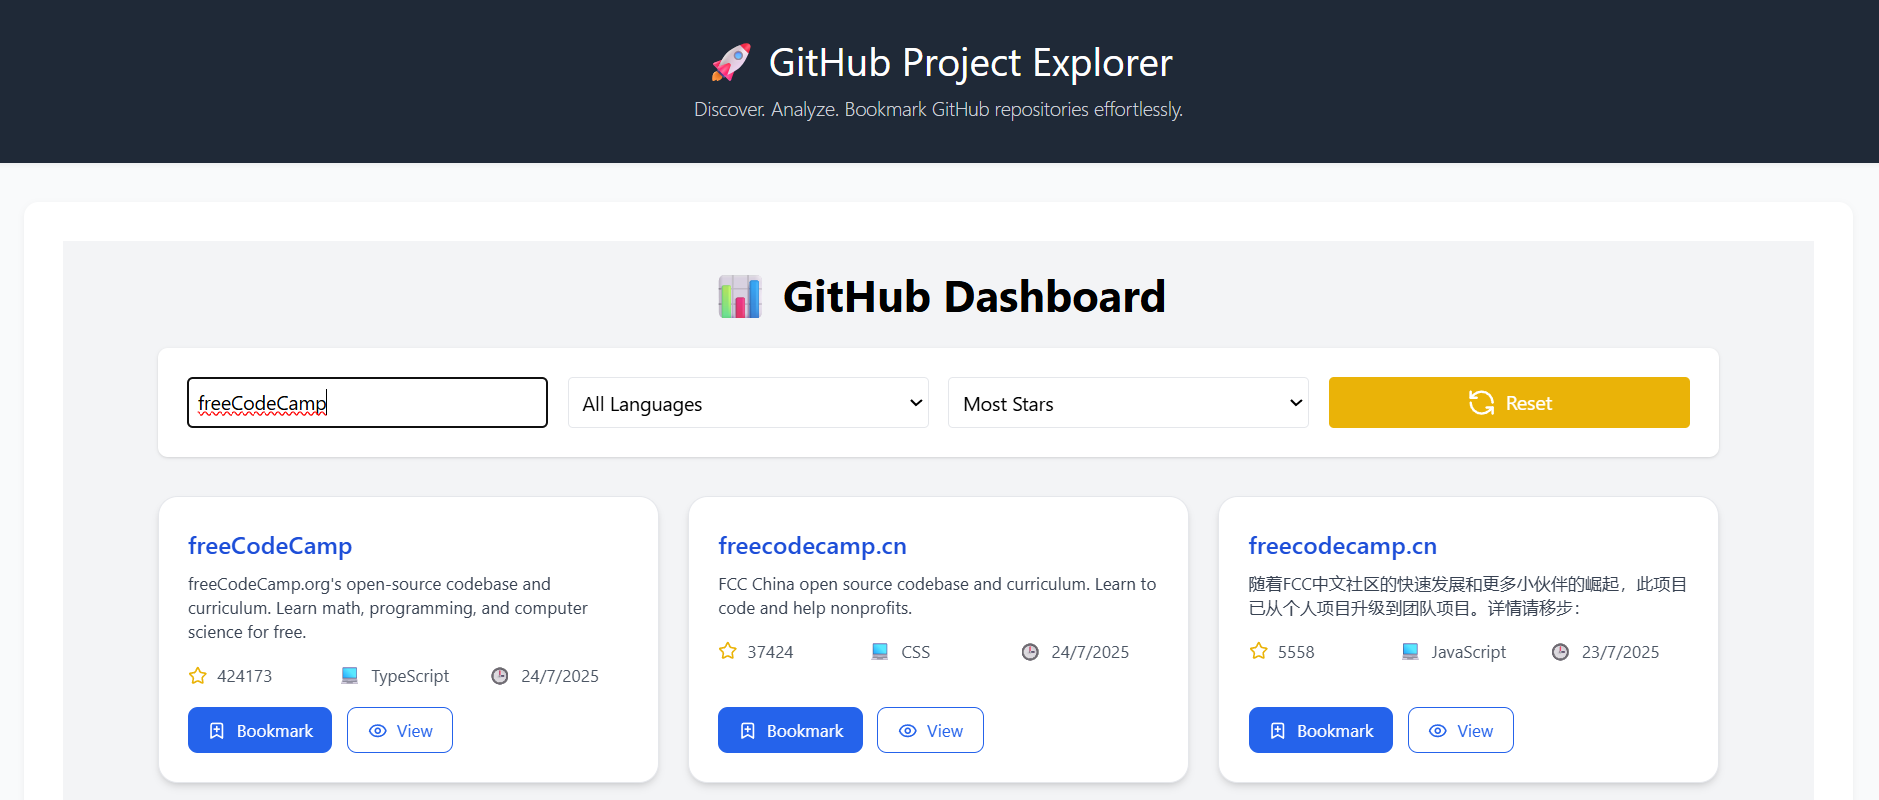 GitHub Project Explorer
Discover. Analyze. Bookmark GitHub repositories effortlessly.
GitHub Dashboard
freeCodeCamp
All Languages
Most Stars
Reset
freeCodeCamp
freeCodeCamp.org's open-source codebase and
curriculum. Learn math, programming, and computer
science for free.
424173
TypeScript
24/7/2025
Bookmark
View
freecodecamp.cn
FCC China open source codebase and curriculum. Learn to
code and help nonprofits.
37424
CSS
24/7/2025
Bookmark
View
freecodecamp.cn
随着FCC中文社区的快速发展和更多小伙伴的崛起，此项目
已从个人项目升级到团队项目。详情请移步：
5558
JavaScript
23/7/2025
Bookmark
View